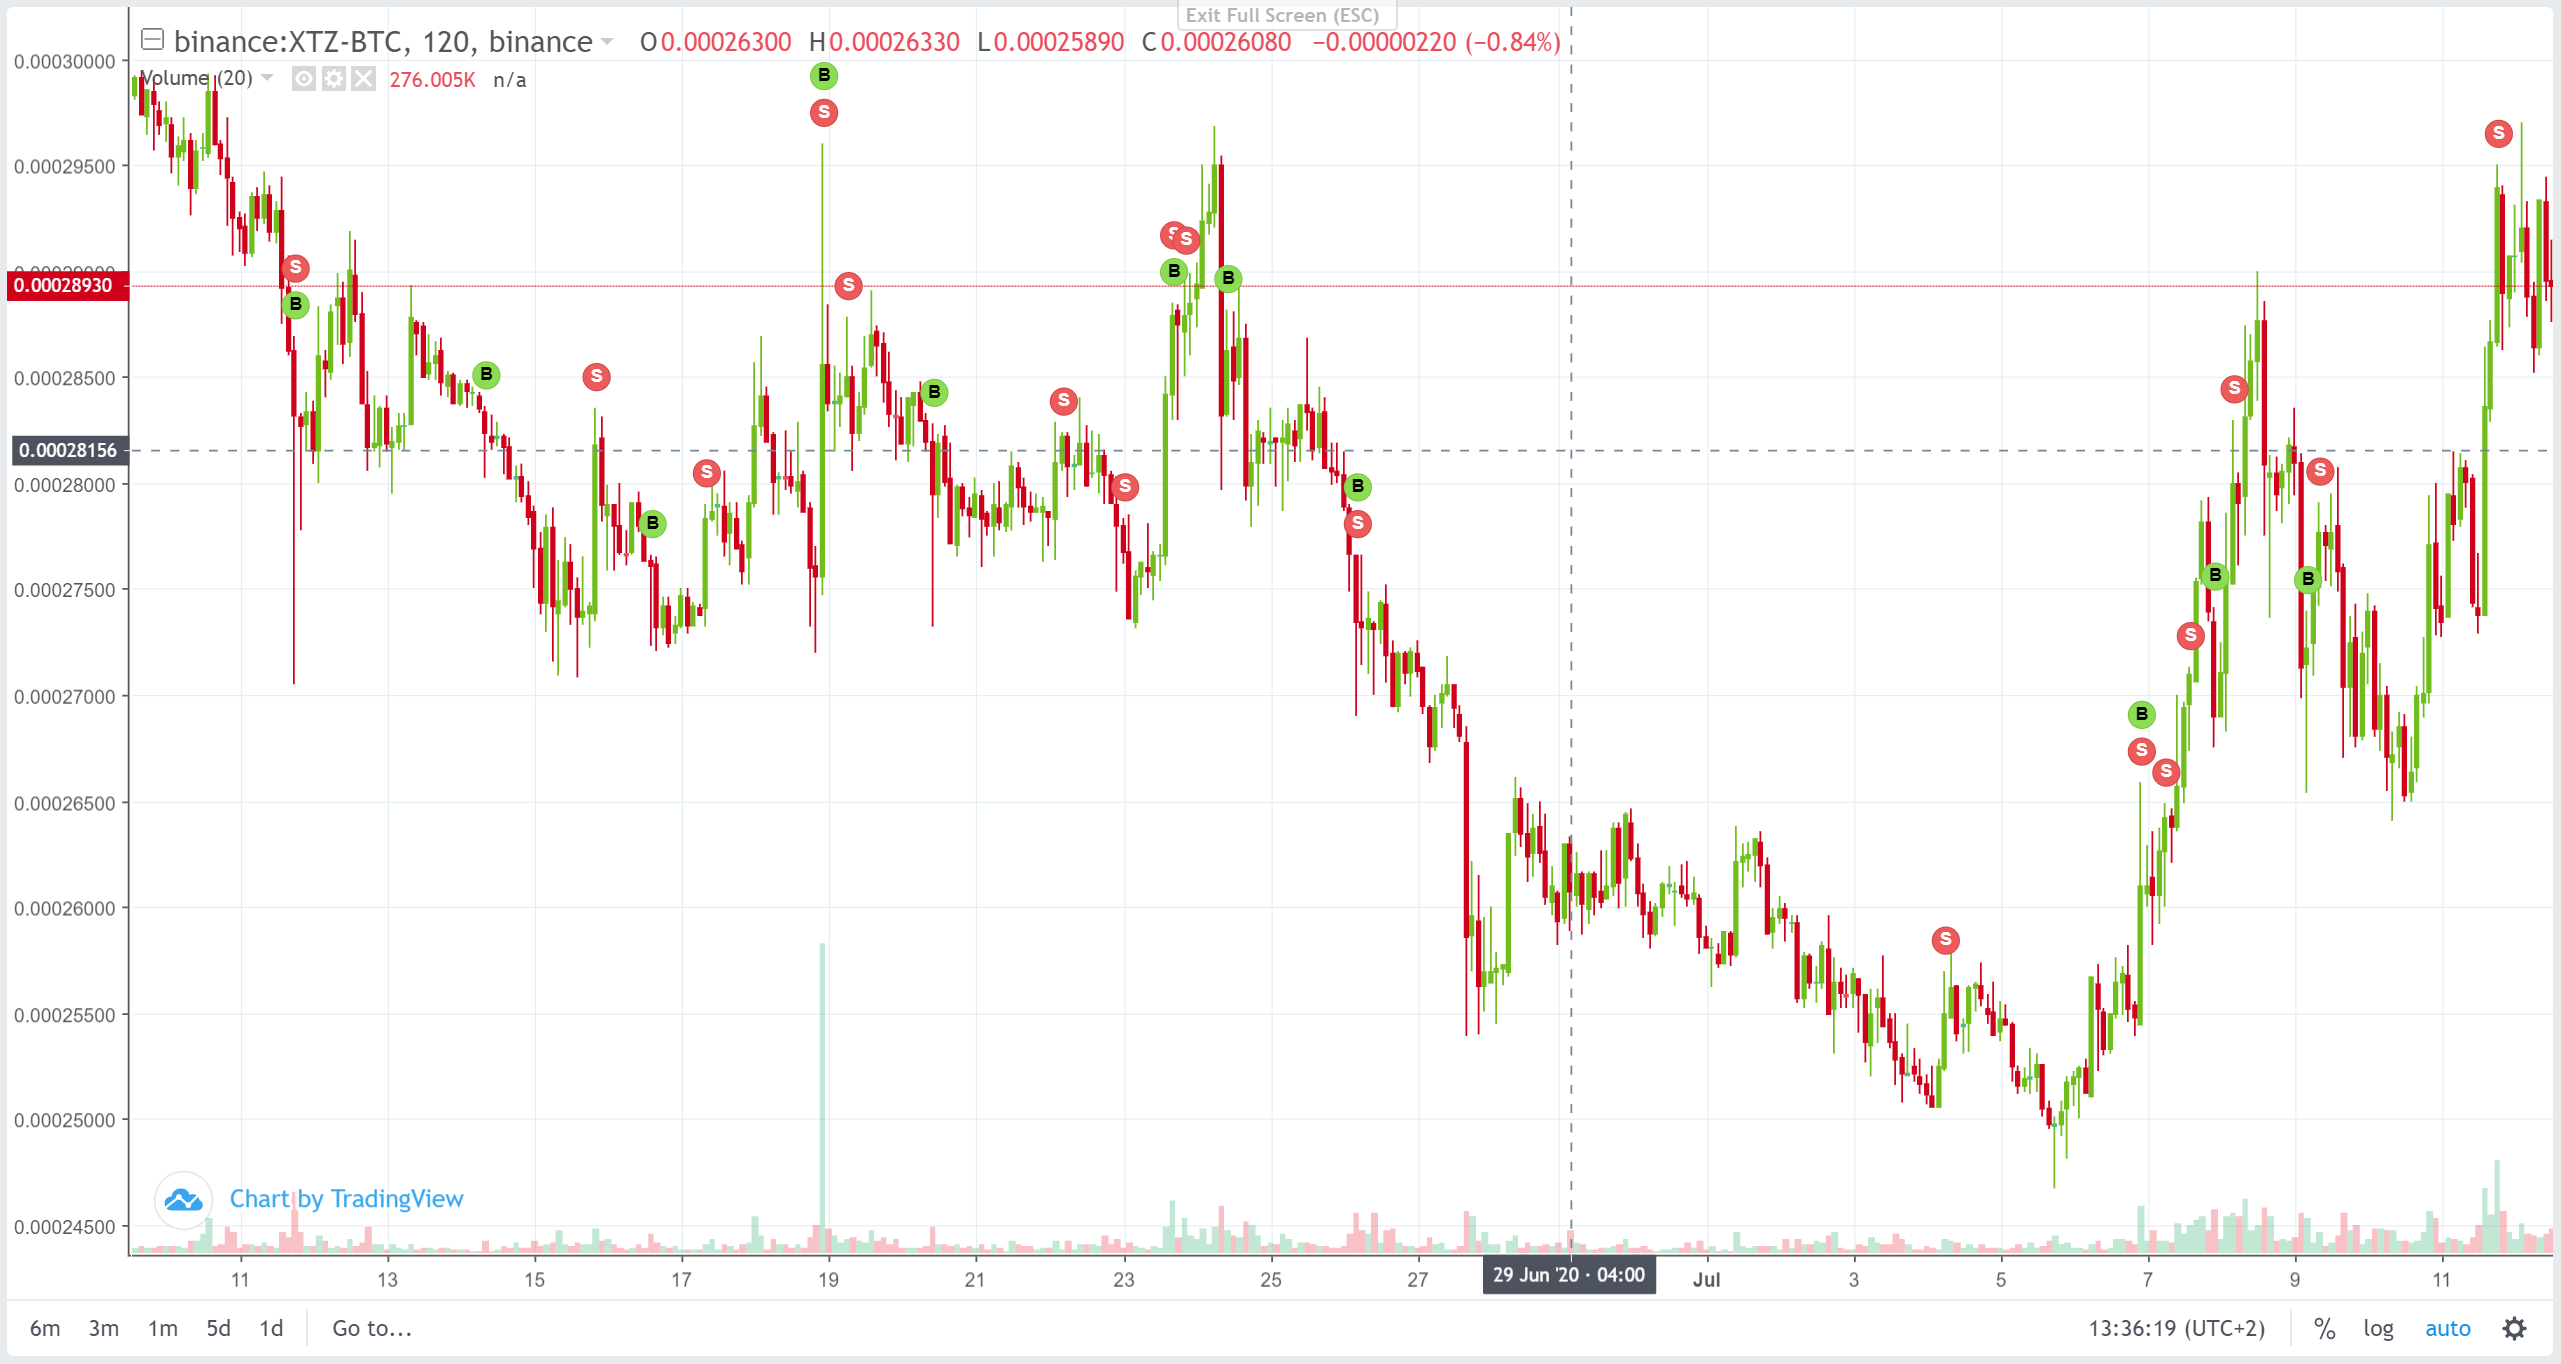 Exit Full Screen (ESC)
binance:XTZ-BTC, 120, binance O0.00026300 H0.00026330 L0.00025890 C0.00026080 −0.00000220 (−0.84%)
Volume (20) 276.005K n/a
0.00030000
0.00029500
0.00028930
0.00028500
0.00028156
0.00028000
0.00027500
0.00027000
0.00026500
0.00026000
0.00025500
0.00025000
0.00024500
B
S
S
B
B
S
B
S
B
S
S
B
S
S
S
S
B
B
B
S
S
B
S
S
S
B
S
S
B
S
B
S
Chart by TradingView
11 13 15 17 19 21 23 25 27 29 Jun '20 · 04:00 Jul 3 5 7 9 11
6m 3m 1m 5d 1d Go to... 13:36:19 (UTC+2) % log auto